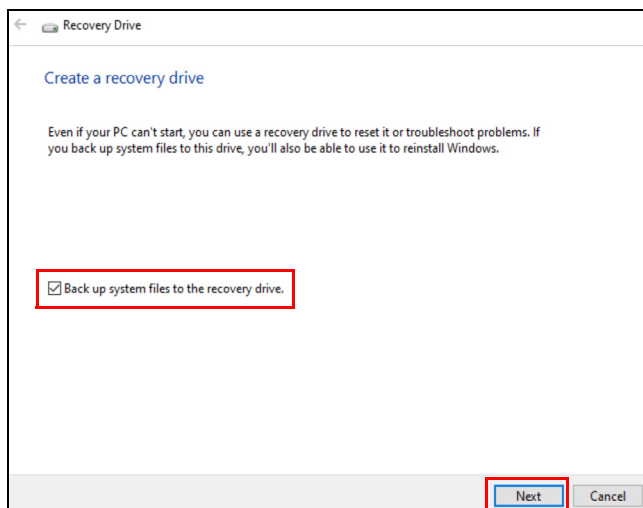 Recovery Drive
Create a recovery drive
Even if your PC can't start, you can use a recovery drive to reset it or troubleshoot problems. If
you back up system files to this drive, you'll also be able to use it to reinstall Windows.
Back up system files to the recovery drive.
Next
Cancel